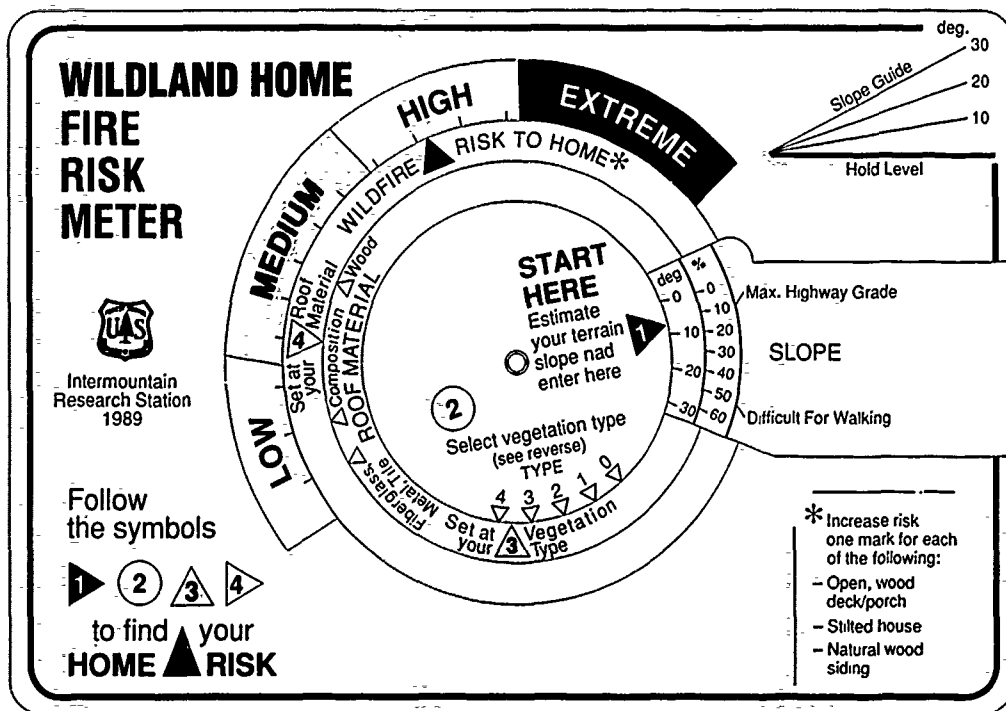 WILDLAND HOME
FIRE
RISK
METER
UAS
Intermountain
Research Station
1989
Follow
the symbols
1 2 3 4
to find your
HOME RISK
LOW
MEDIUM
HIGH
EXTREME
WILDFIRE RISK TO HOME*
Set at
your
4
Roof
Material
ROOF MATERIAL
Fiberglass,
Metal, Tile
Composition
Wood
START
HERE
Estimate
your terrain
slope nad
enter here
1
2
Select vegetation type
(see reverse)
TYPE
4 3 2 1 0
Set at
your
3
Vegetation
Type
deg
0
10
20
30
%
0
10
20
30
40
50
60
Max. Highway Grade
SLOPE
Difficult For Walking
deg.
30
20
10
Slope Guide
Hold Level
* Increase risk
one mark for each
of the following:
– Open, wood
deck/porch
– Stilted house
– Natural wood
siding